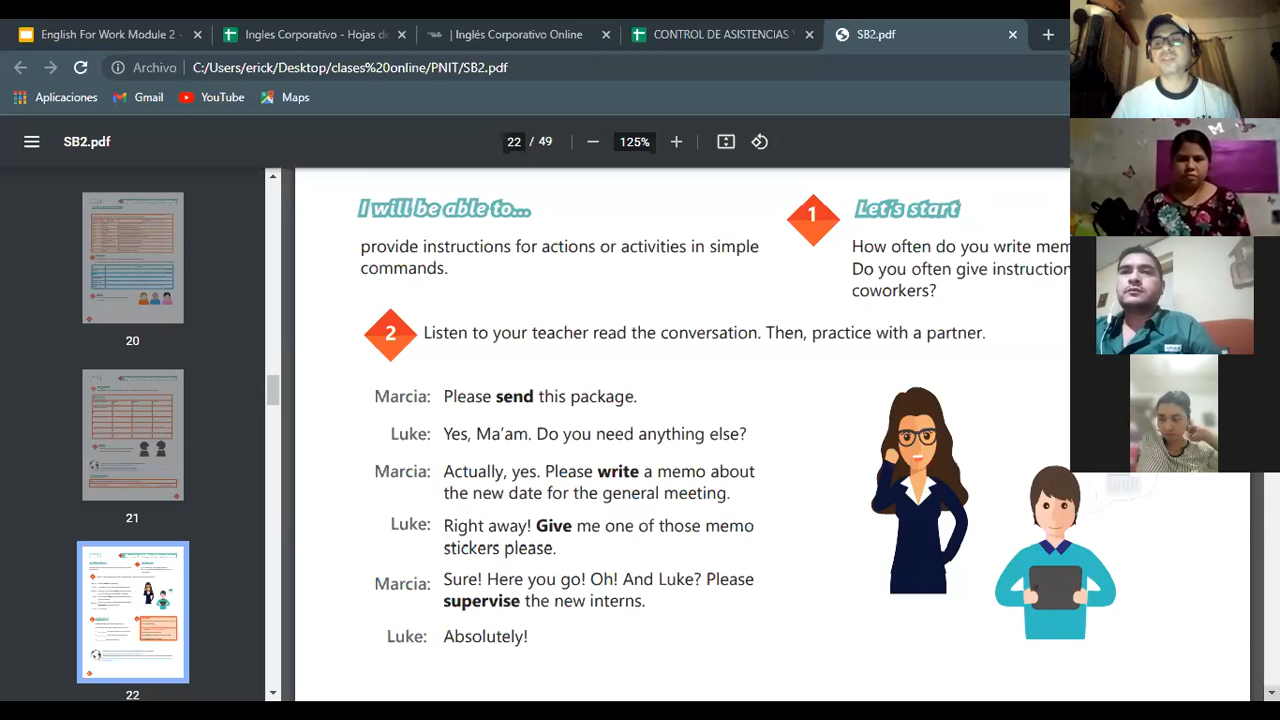 English For Work Module 2 -
Ingles Corporativo - Hojas de
| Inglés Corporativo Online
CONTROL DE ASISTENCIAS
SB2.pdf
Archivo
C:/Users/erick/Desktop/clases%20online/PNIT/SB2.pdf
Aplicaciones
Gmail
YouTube
Maps
SB2.pdf
22 / 49
125%
20
21
22
I will be able to...
provide instructions for actions or activities in simple
commands.
1
Let's start
How often do you write
Do you often give
coworkers?
2
Listen to your teacher read the conversation. Then, practice with a partner.
Marcia: Please send this package.
Luke: Yes, Ma'am. Do you need anything else?
Marcia: Actually, yes. Please write a memo about
the new date for the general meeting.
Luke: Right away! Give me one of those memo
stickers please.
Marcia: Sure! Here you go! Oh! And Luke? Please
supervise the new interns.
Luke: Absolutely!
M